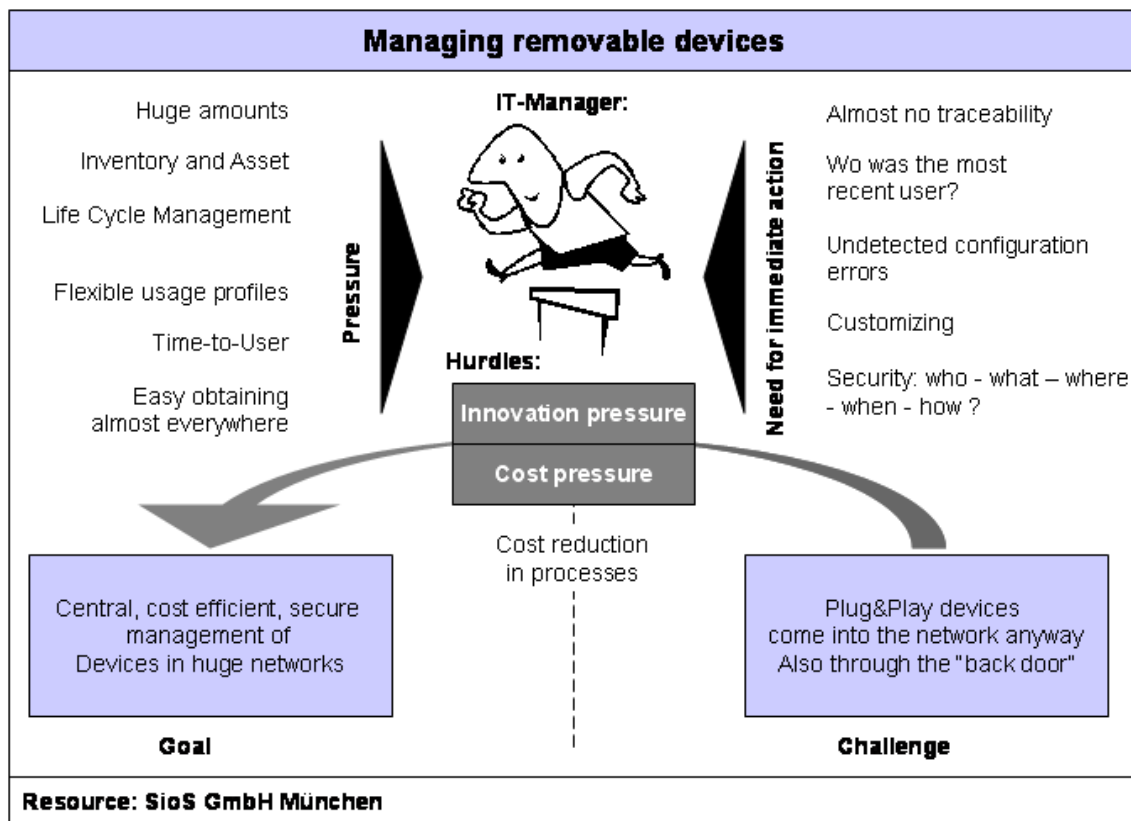 Managing removable devices
Huge amounts
Inventory and Asset
Life Cycle Management
Flexible usage profiles
Time-to-User
Easy obtaining
almost everywhere
Pressure
IT-Manager:
Hurdles:
Innovation pressure
Cost pressure
Cost reduction
in processes
Need for immediate action
Almost no traceability
Wo was the most
recent user?
Undetected configuration
errors
Customizing
Security: who - what – where
- when - how ?
Central, cost efficient, secure
management of
Devices in huge networks
Goal
Plug&Play devices
come into the network anyway
Also through the "back door"
Challenge
Resource: SioS GmbH München